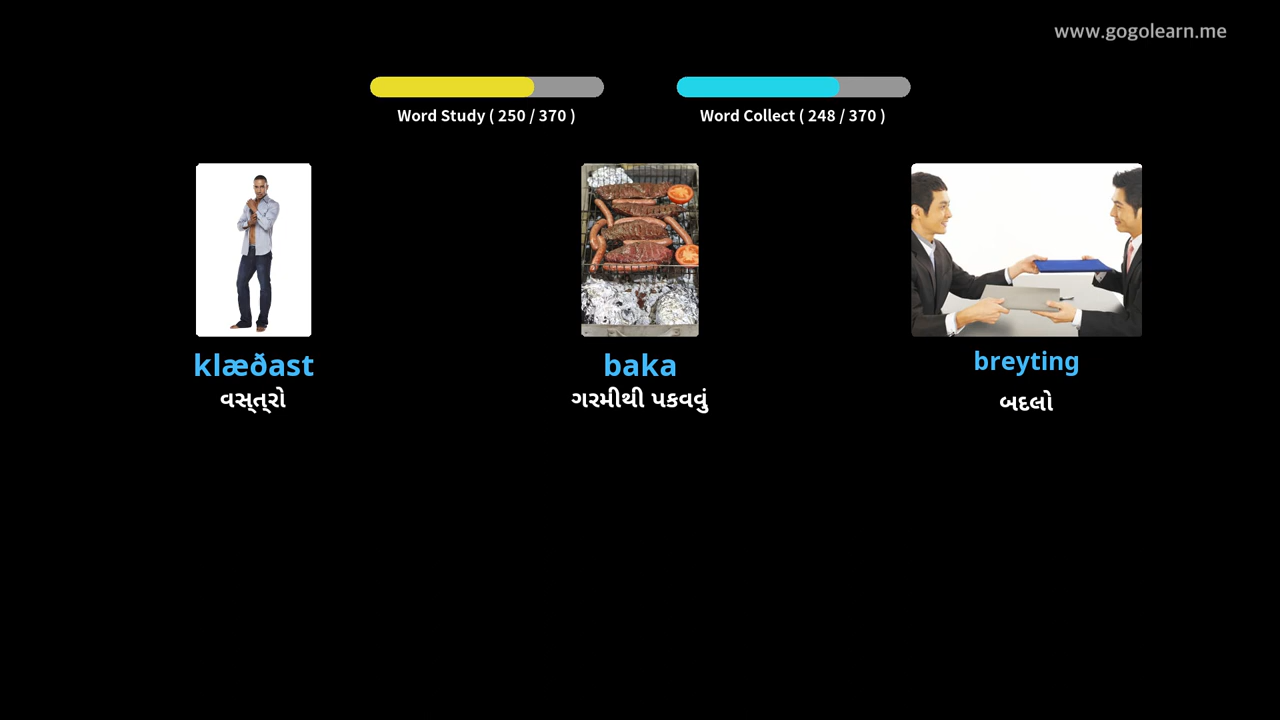 www.gogolearn.me
Word Study ( 250 / 370 )
Word Collect ( 248 / 370 )
klæðast
baka
breyting
વસ્ત્રો
ગરમીથી પકવવું
બદલો